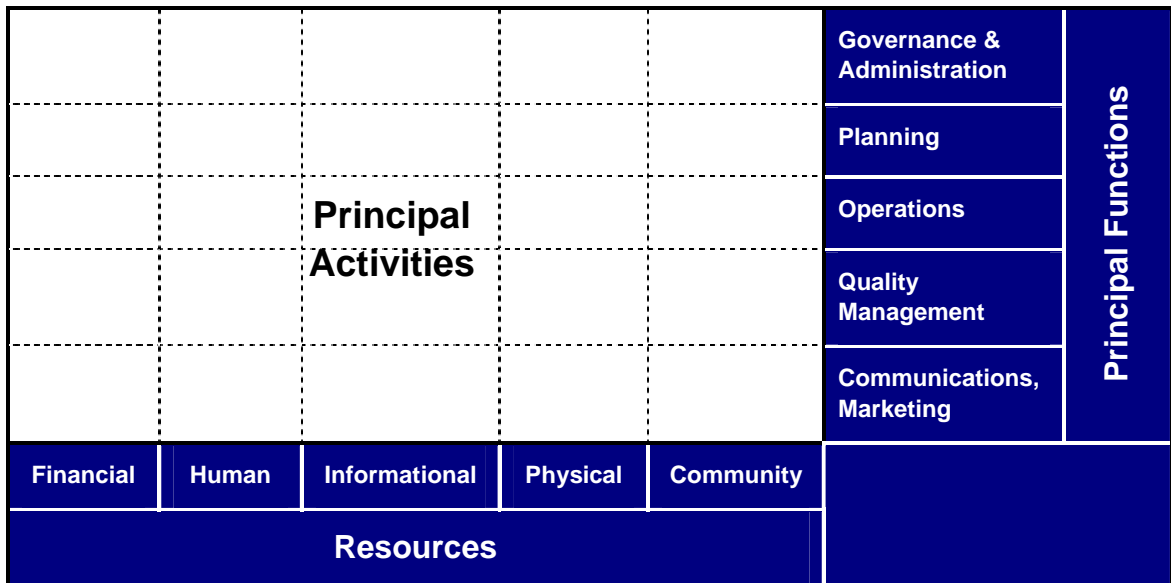 Governance &
Administration
Planning
Principal
Activities
Operations
Quality
Management
Communications,
Marketing
Principal Functions
Financial
Human
Informational
Physical
Community
Resources